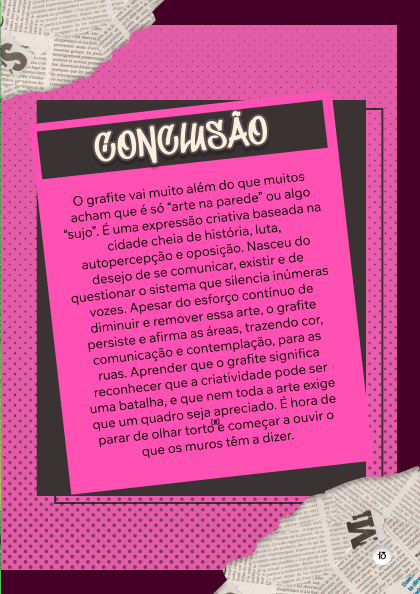 CONCLUSÃO
O grafite vai muito além do que muitos
acham que é só “arte na parede” ou algo
“sujo”. É uma expressão criativa baseada na
cidade cheia de história, luta,
autopercepção e oposição. Nasceu do
desejo de se comunicar, existir e de
questionar o sistema que silencia inúmeras
vozes. Apesar do esforço contínuo de
diminuir e remover essa arte, o grafite
persiste e afirma as áreas, trazendo cor,
comunicação e contemplação, para as
ruas. Aprender que o grafite significa
reconhecer que a criatividade pode ser
uma batalha, e que nem toda a arte exige
que um quadro seja apreciado. É hora de
parar de olhar torto e começar a ouvir o
que os muros têm a dizer.
15